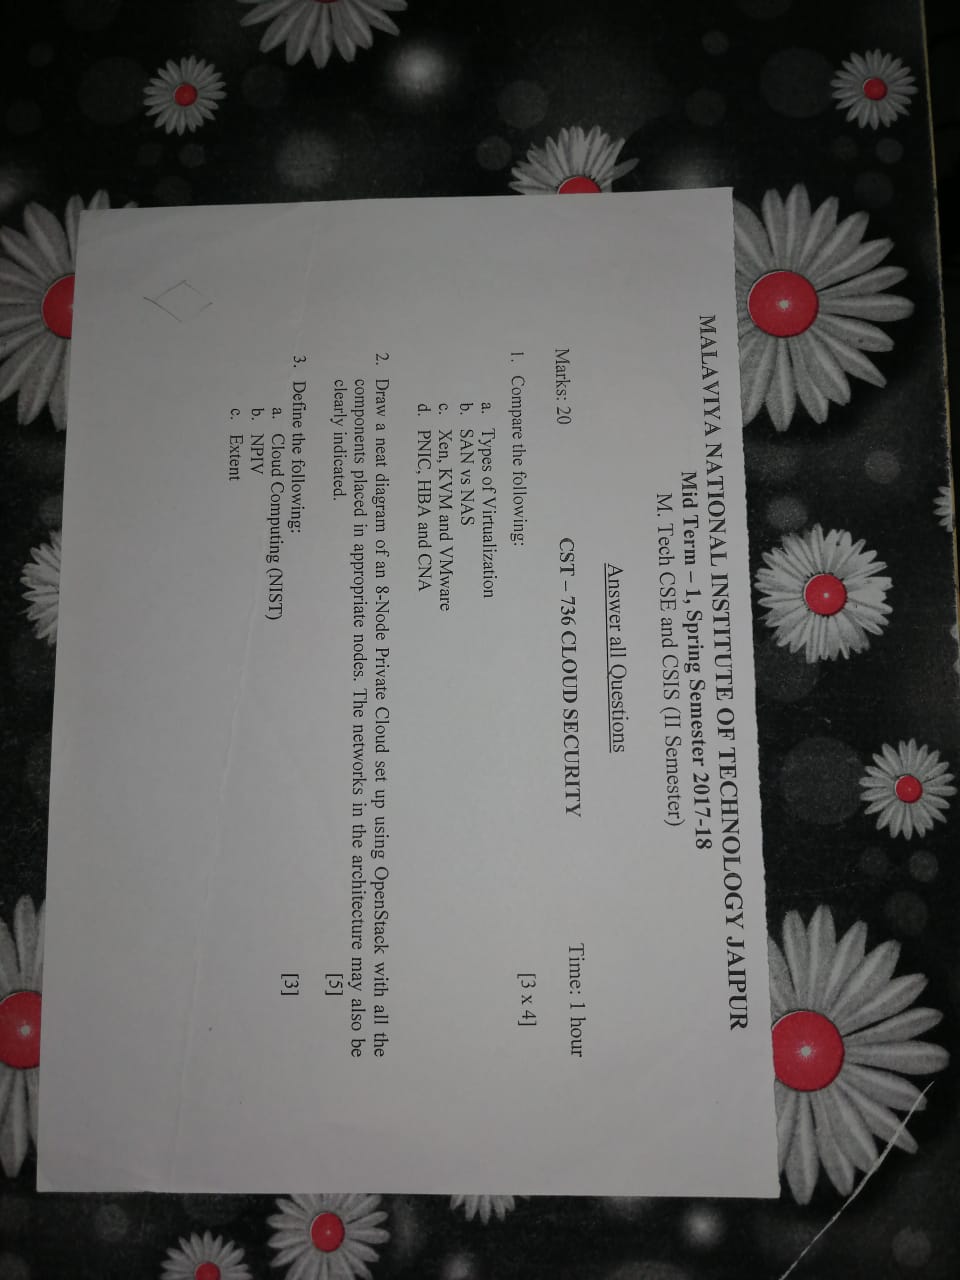 MALAVIYA NATIONAL INSTITUTE OF TECHNOLOGY JAIPUR
Mid Term – 1, Spring Semester 2017-18
M. Tech CSE and CSIS (II Semester)
Answer all Questions
Marks: 20 CST – 736 CLOUD SECURITY Time: 1 hour
1. Compare the following: [3 x 4]
a. Types of Virtualization
b. SAN vs NAS
c. Xen, KVM and VMware
d. PNIC, HBA and CNA
2. Draw a neat diagram of an 8-Node Private Cloud set up using OpenStack with all the
components placed in appropriate nodes. The networks in the architecture may also be
clearly indicated. [5]
3. Define the following: [3]
a. Cloud Computing (NIST)
b. NPIV
c. Extent